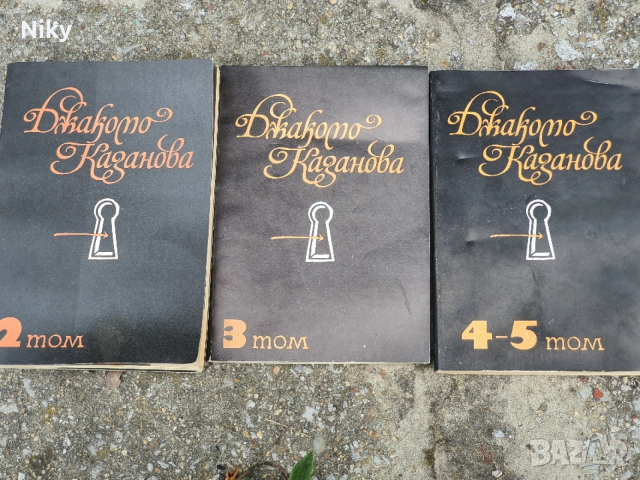 Niky
Джакомо
Казанова
2 том
Джакомо
Казанова
3 том
Джакомо
Казанова
4-5 том
BAZAR